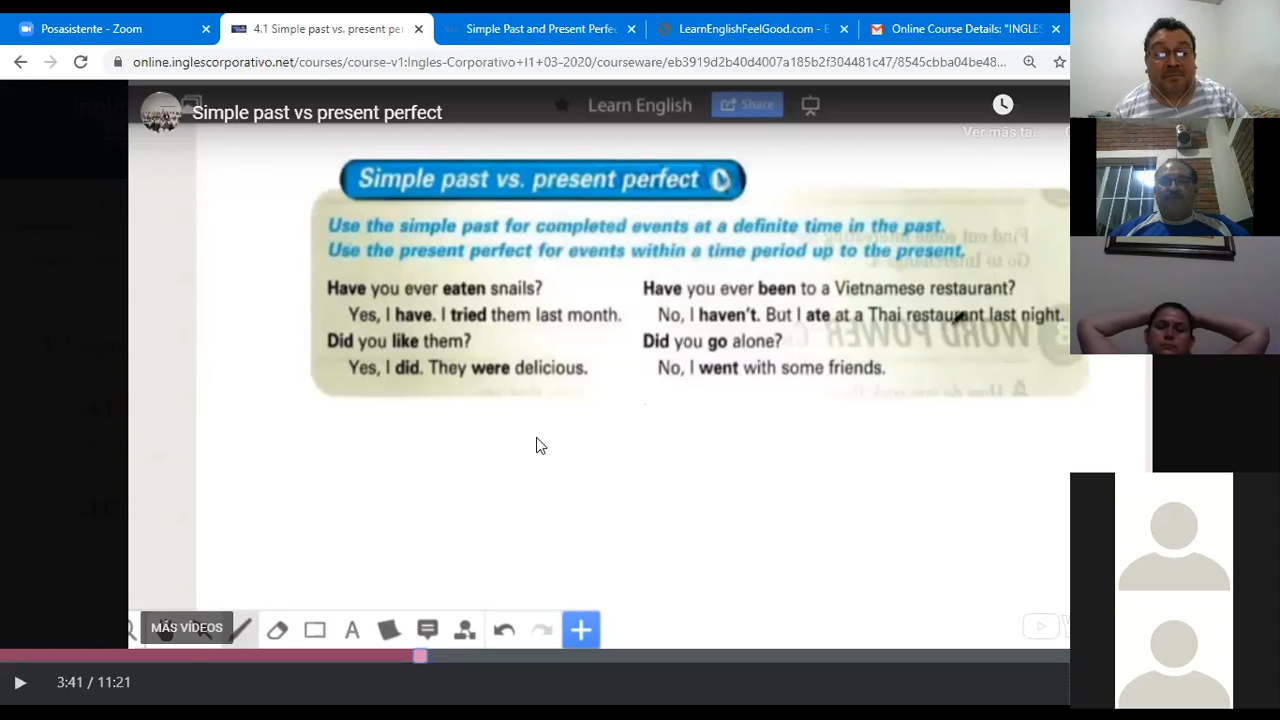 Posasistente - Zoom
4.1 Simple past vs. present per
Simple Past and Present Perfec
LearnEnglishFeelGood.com - E
Online Course Details: "INGLES
online.inglescorporativo.net/courses/course-v1:Ingles-Corporativo+I1+03-2020/courseware/eb3919d2b40d4007a185b2f304481c47/8545cbba04be48...
Simple past vs present perfect
Learn English
Share
Ver más ta...
Simple past vs. present perfect
Use the simple past for completed events at a definite time in the past.
Use the present perfect for events within a time period up to the present.
Have you ever eaten snails?
Yes, I have. I tried them last month.
Did you like them?
Yes, I did. They were delicious.
Have you ever been to a Vietnamese restaurant?
No, I haven't. But I ate at a Thai restaurant last night.
Did you go alone?
No, I went with some friends.
WORD POWER
MÁS VÍDEOS
A
3:41 / 11:21